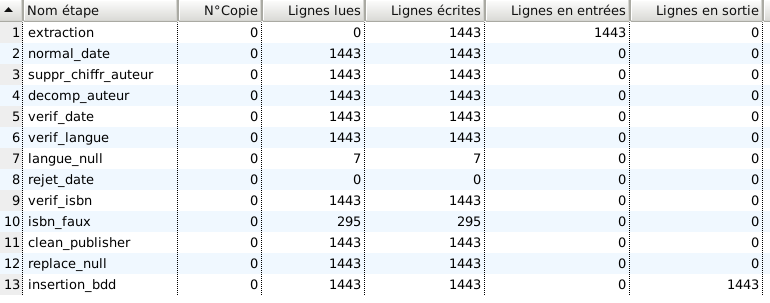 Nom étape N°Copie Lignes lues Lignes écrites Lignes en entrées Lignes en sortie
1 extraction 0 0 1443 1443 0
2 normal_date 0 1443 1443 0 0
3 suppr_chiffr_auteur 0 1443 1443 0 0
4 decomp_auteur 0 1443 1443 0 0
5 verif_date 0 1443 1443 0 0
6 verif_langue 0 1443 1443 0 0
7 langue_null 0 7 7 0 0
8 rejet_date 0 0 0 0 0
9 verif_isbn 0 1443 1443 0 0
10 isbn_faux 0 295 295 0 0
11 clean_publisher 0 1443 1443 0 0
12 replace_null 0 1443 1443 0 0
13 insertion_bdd 0 1443 1443 0 1443